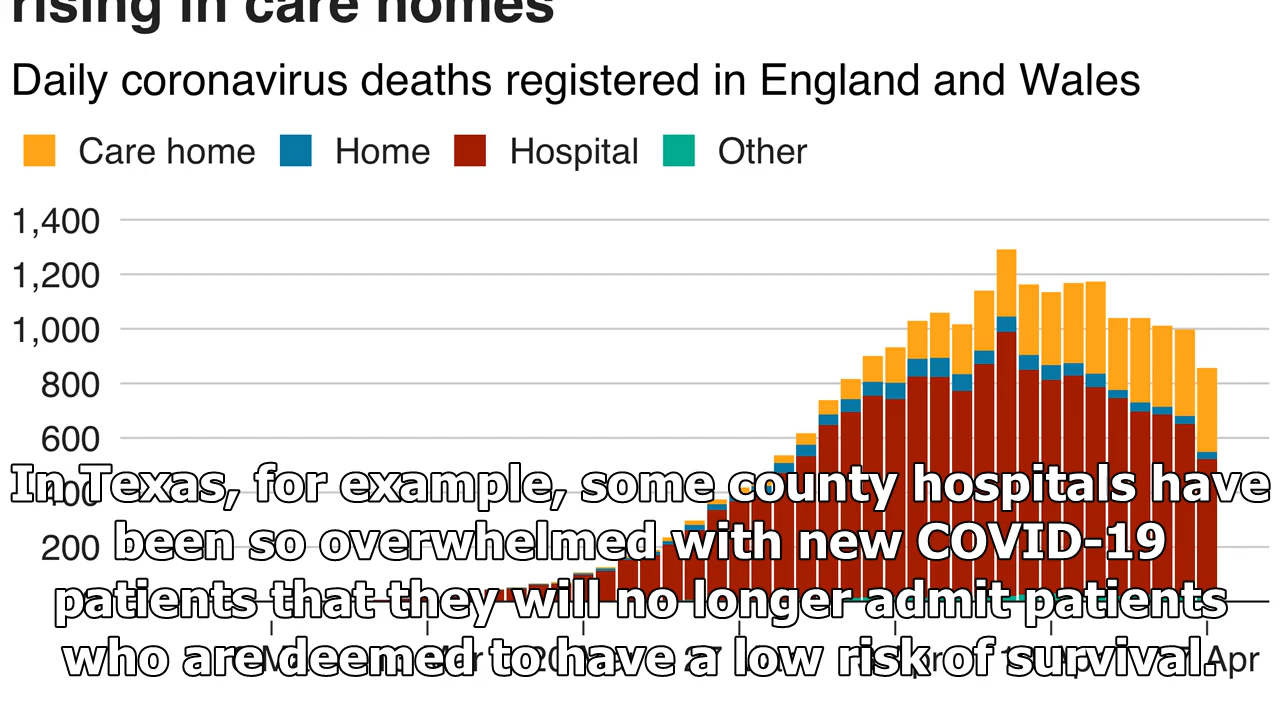 rising in care homes
Daily coronavirus deaths registered in England and Wales
Care home Home Hospital Other
1,400
1,200
1,000
800
600
400
200
In Texas, for example, some county hospitals have
been so overwhelmed with new COVID-19
patients that they will no longer admit patients
who are deemed to have a low risk of survival.
Apr